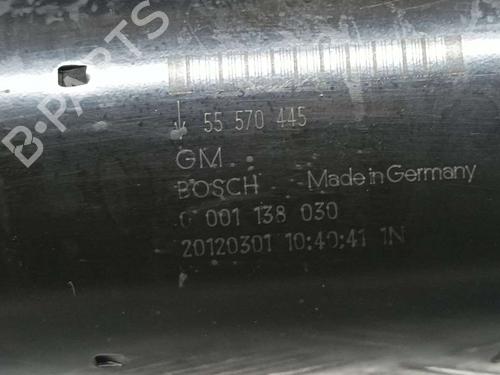 55 570 445
GM
BOSCH Made in Germany
0 001 138 030
20120301 10:40:41 1N
B-PARTS